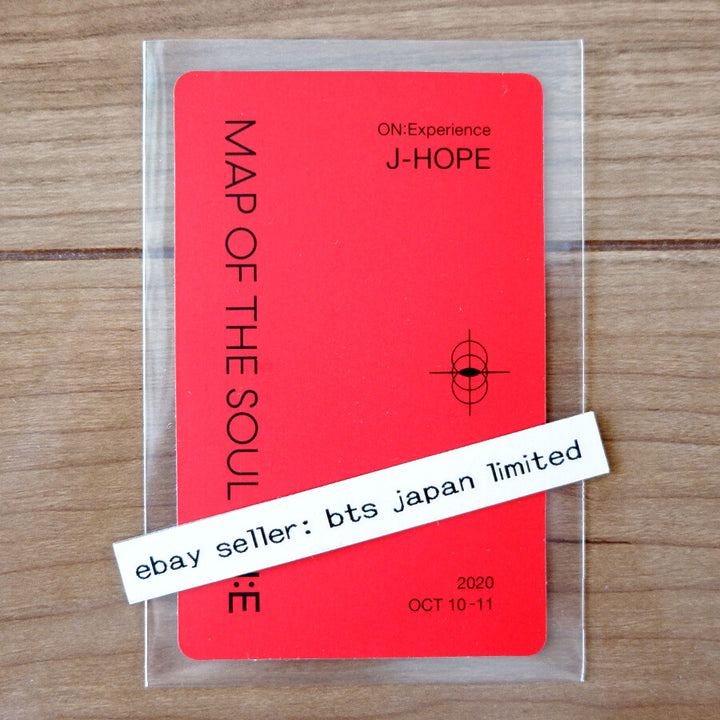 ON:Experience
J-HOPE
MAP OF THE SOUL
:E
ebay seller: bts japan limited
2020
OCT 10-11